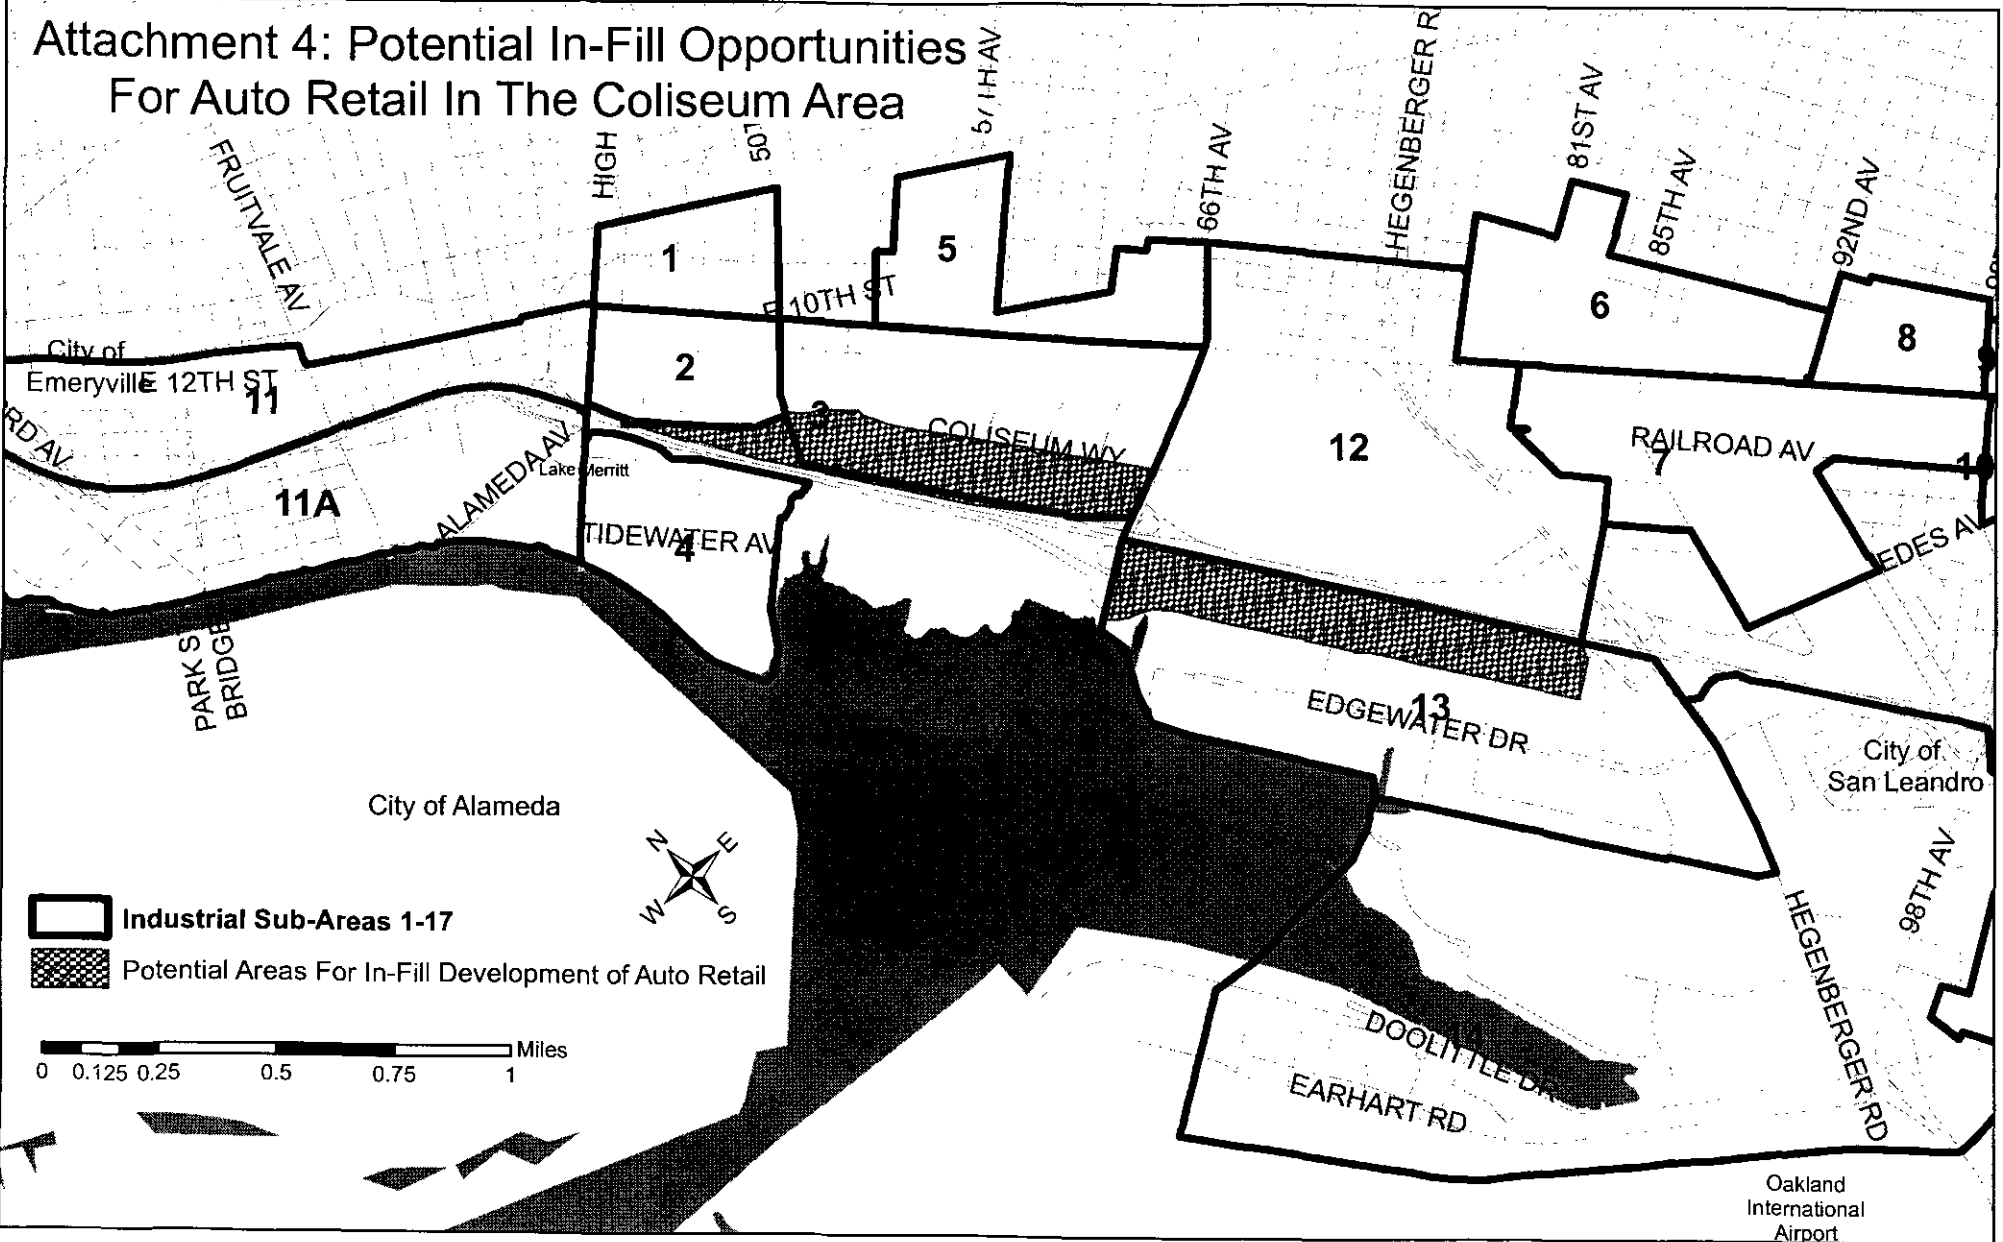 Attachment 4: Potential In-Fill Opportunities
For Auto Retail In The Coliseum Area
FRUITVALE AV
HIGH
57TH AV
66TH AV
HEGENBERGER R
81ST AV
85TH AV
92ND AV
1
5
E 10TH ST
6
8
2
City of
Emeryville
E 12TH ST
11
3
COLISEUM WY
12
RAILROAD AV
7
RD AV
11A
ALAMEDA AV
Lake Merritt
TIDEWATER AV
4
EDES AV
PARK S
BRIDGE
EDGEWATER DR
13
City of
San Leandro
City of Alameda
N
E
W
S
98TH AV
HEGENBERGER RD
Industrial Sub-Areas 1-17
Potential Areas For In-Fill Development of Auto Retail
Miles
0 0.125 0.25 0.5 0.75 1
DOOLITTLE DR
EARHART RD
Oakland
International
Airport